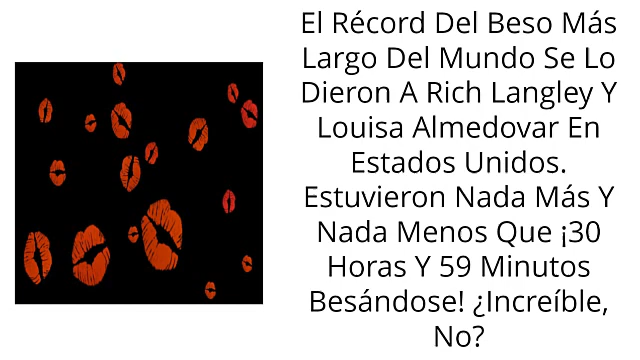 El Récord Del Beso Más
Largo Del Mundo Se Lo
Dieron A Rich Langley Y
Louisa Almedovar En
Estados Unidos.
Estuvieron Nada Más Y
Nada Menos Que ¡30
Horas Y 59 Minutos
Besándose! ¿Increíble,
No?